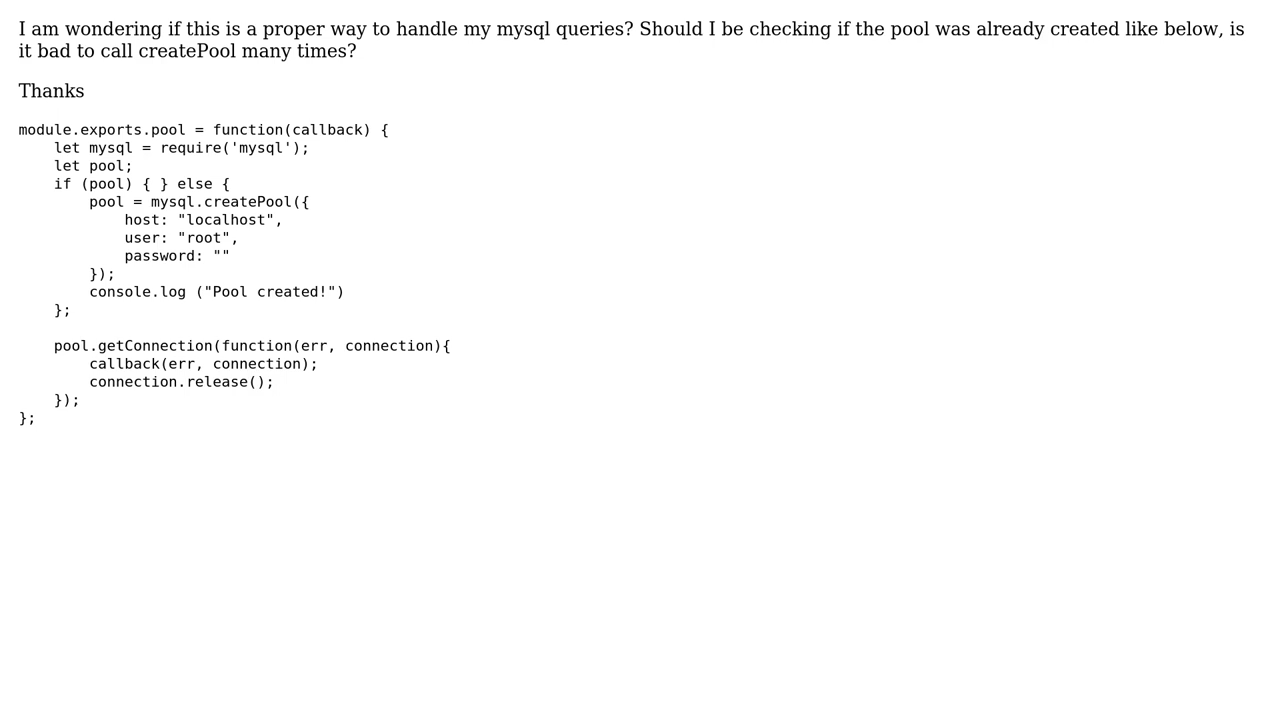 I am wondering if this is a proper way to handle my mysql queries? Should I be checking if the pool was already created like below, is
it bad to call createPool many times?
Thanks
module.exports.pool = function(callback) {
    let mysql = require('mysql');
    let pool;
    if (pool) { } else {
        pool = mysql.createPool({
            host: "localhost",
            user: "root",
            password: ""
        });
        console.log ("Pool created!")
    };

    pool.getConnection(function(err, connection){
        callback(err, connection);
        connection.release();
    });
};